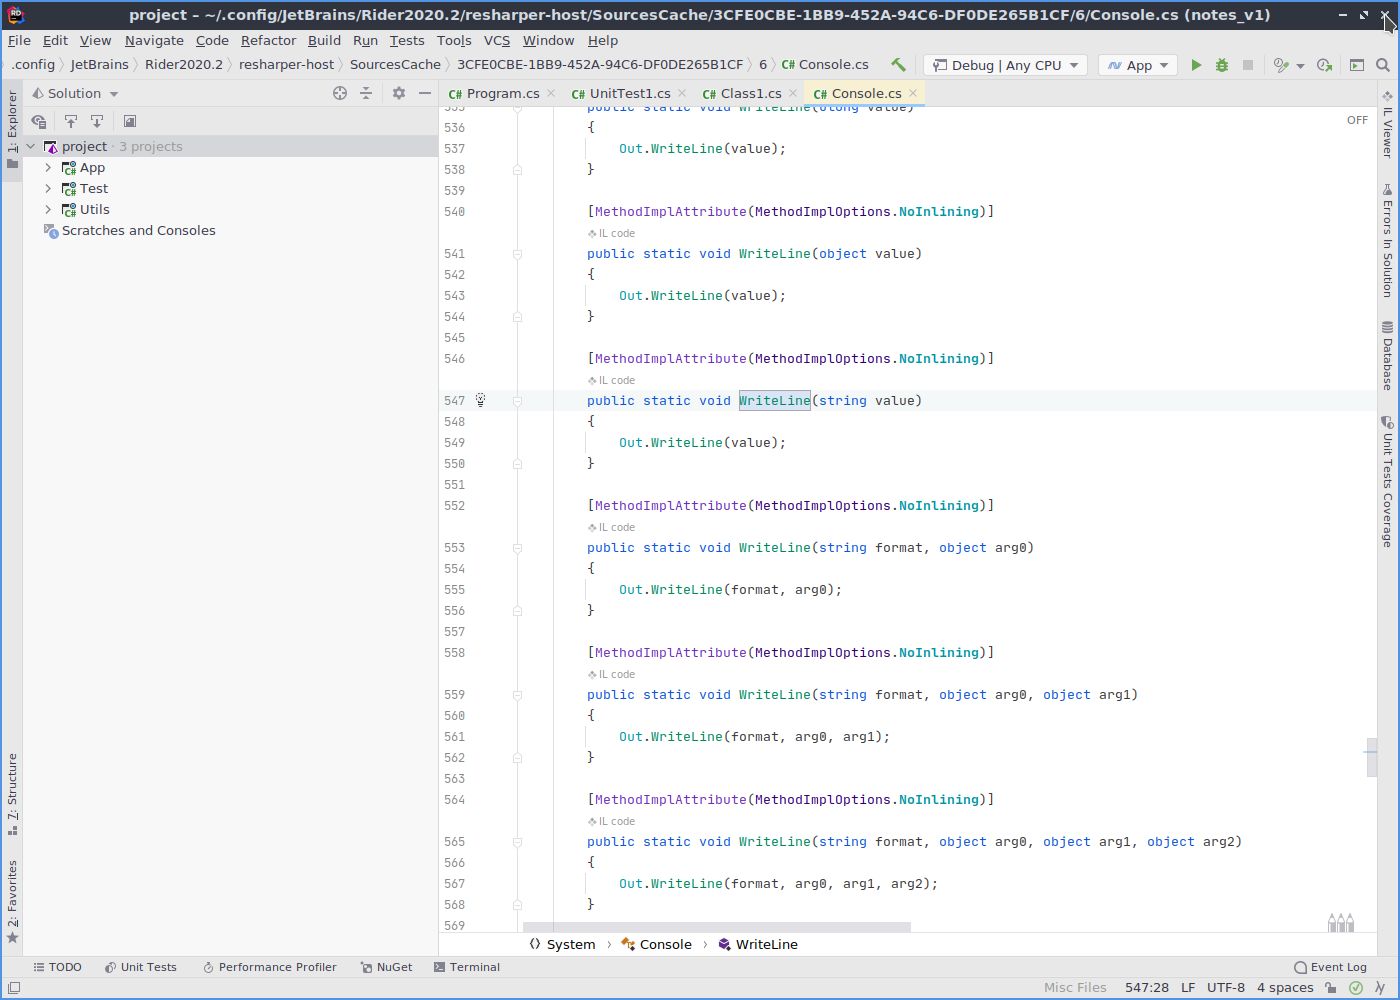 project – ~/.config/JetBrains/Rider2020.2/resharper-host/SourcesCache/3CFE0CBE-1BB9-452A-94C6-DF0DE265B1CF/6/Console.cs (notes_v1)
File Edit View Navigate Code Refactor Build Run Tests Tools VCS Window Help
.config JetBrains Rider2020.2 resharper-host SourcesCache 3CFE0CBE-1BB9-452A-94C6-DF0DE265B1CF 6 C# Console.cs Debug | Any CPU App
1: Explorer
Solution
project · 3 projects
App
Test
Utils
Scratches and Consoles
7: Structure
2: Favorites
C# Program.cs C# UnitTest1.cs C# Class1.cs C# Console.cs
OFF
535 public static void WriteLine(ulong value)
536 {
537 Out.WriteLine(value);
538 }
539
540 [MethodImplAttribute(MethodImplOptions.NoInlining)]
IL code
541 public static void WriteLine(object value)
542 {
543 Out.WriteLine(value);
544 }
545
546 [MethodImplAttribute(MethodImplOptions.NoInlining)]
IL code
547 public static void WriteLine(string value)
548 {
549 Out.WriteLine(value);
550 }
551
552 [MethodImplAttribute(MethodImplOptions.NoInlining)]
IL code
553 public static void WriteLine(string format, object arg0)
554 {
555 Out.WriteLine(format, arg0);
556 }
557
558 [MethodImplAttribute(MethodImplOptions.NoInlining)]
IL code
559 public static void WriteLine(string format, object arg0, object arg1)
560 {
561 Out.WriteLine(format, arg0, arg1);
562 }
563
564 [MethodImplAttribute(MethodImplOptions.NoInlining)]
IL code
565 public static void WriteLine(string format, object arg0, object arg1, object arg2)
566 {
567 Out.WriteLine(format, arg0, arg1, arg2);
568 }
569
System Console WriteLine
IL Viewer
Errors In Solution
Database
Unit Tests Coverage
TODO Unit Tests Performance Profiler NuGet Terminal Event Log
Misc Files 547:28 LF UTF-8 4 spaces